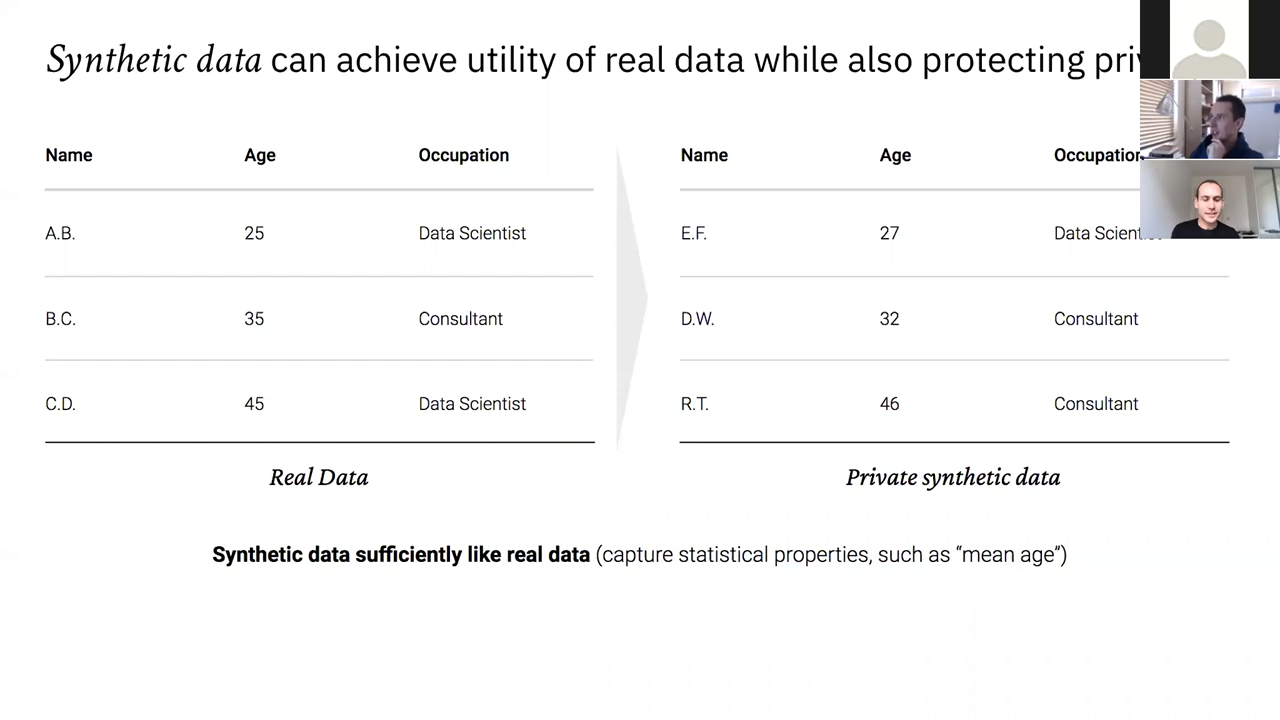 Synthetic data can achieve utility of real data while also protecting
Name Age Occupation
A.B. 25 Data Scientist
B.C. 35 Consultant
C.D. 45 Data Scientist
Real Data
Name Age
E.F. 27 Data
D.W. 32 Consultant
R.T. 46 Consultant
Private synthetic data
Synthetic data sufficiently like real data (capture statistical properties, such as “mean age”)